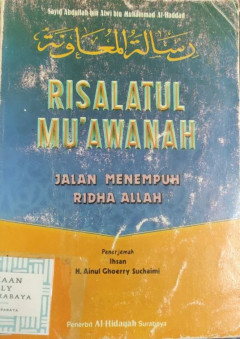 Sayid Abdullah bin Alwi bin Muhammad Al-Haddad
رسالة المعاونة
RISALATUL
MU'AWANAH
JALAN MENEMPUH
RIDHA ALLAH
Penerjemah
Ihsan
H. Ainul Ghoerry Suchaimi
Penerbit Al Hidayah Surabaya